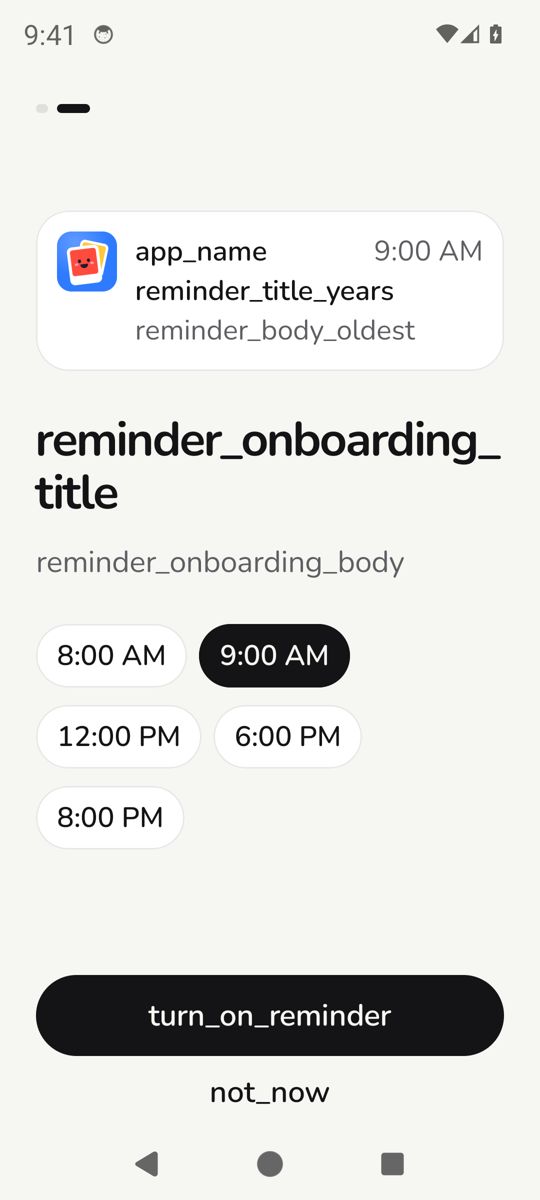 9:41
app_name 9:00 AM
reminder_title_years
reminder_body_oldest
reminder_onboarding_
title
reminder_onboarding_body
8:00 AM 9:00 AM
12:00 PM 6:00 PM
8:00 PM
turn_on_reminder
not_now